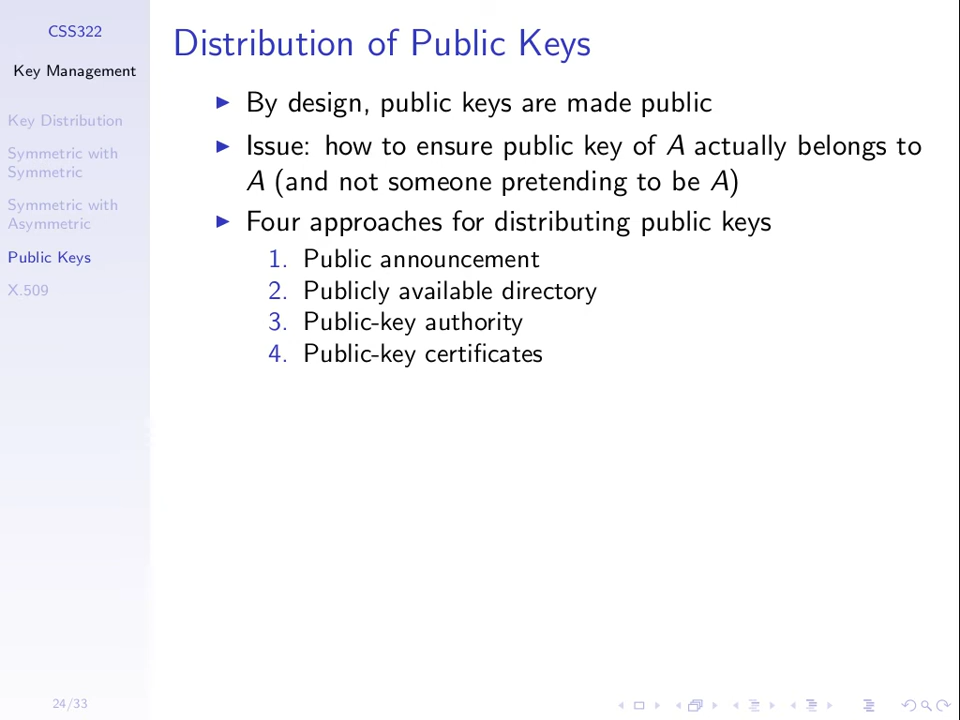 CSS322
Key Management
Key Distribution
Symmetric with
Symmetric
Symmetric with
Asymmetric
Public Keys
X.509
24/33
Distribution of Public Keys
By design, public keys are made public
Issue: how to ensure public key of A actually belongs to
A (and not someone pretending to be A)
Four approaches for distributing public keys
1. Public announcement
2. Publicly available directory
3. Public-key authority
4. Public-key certificates